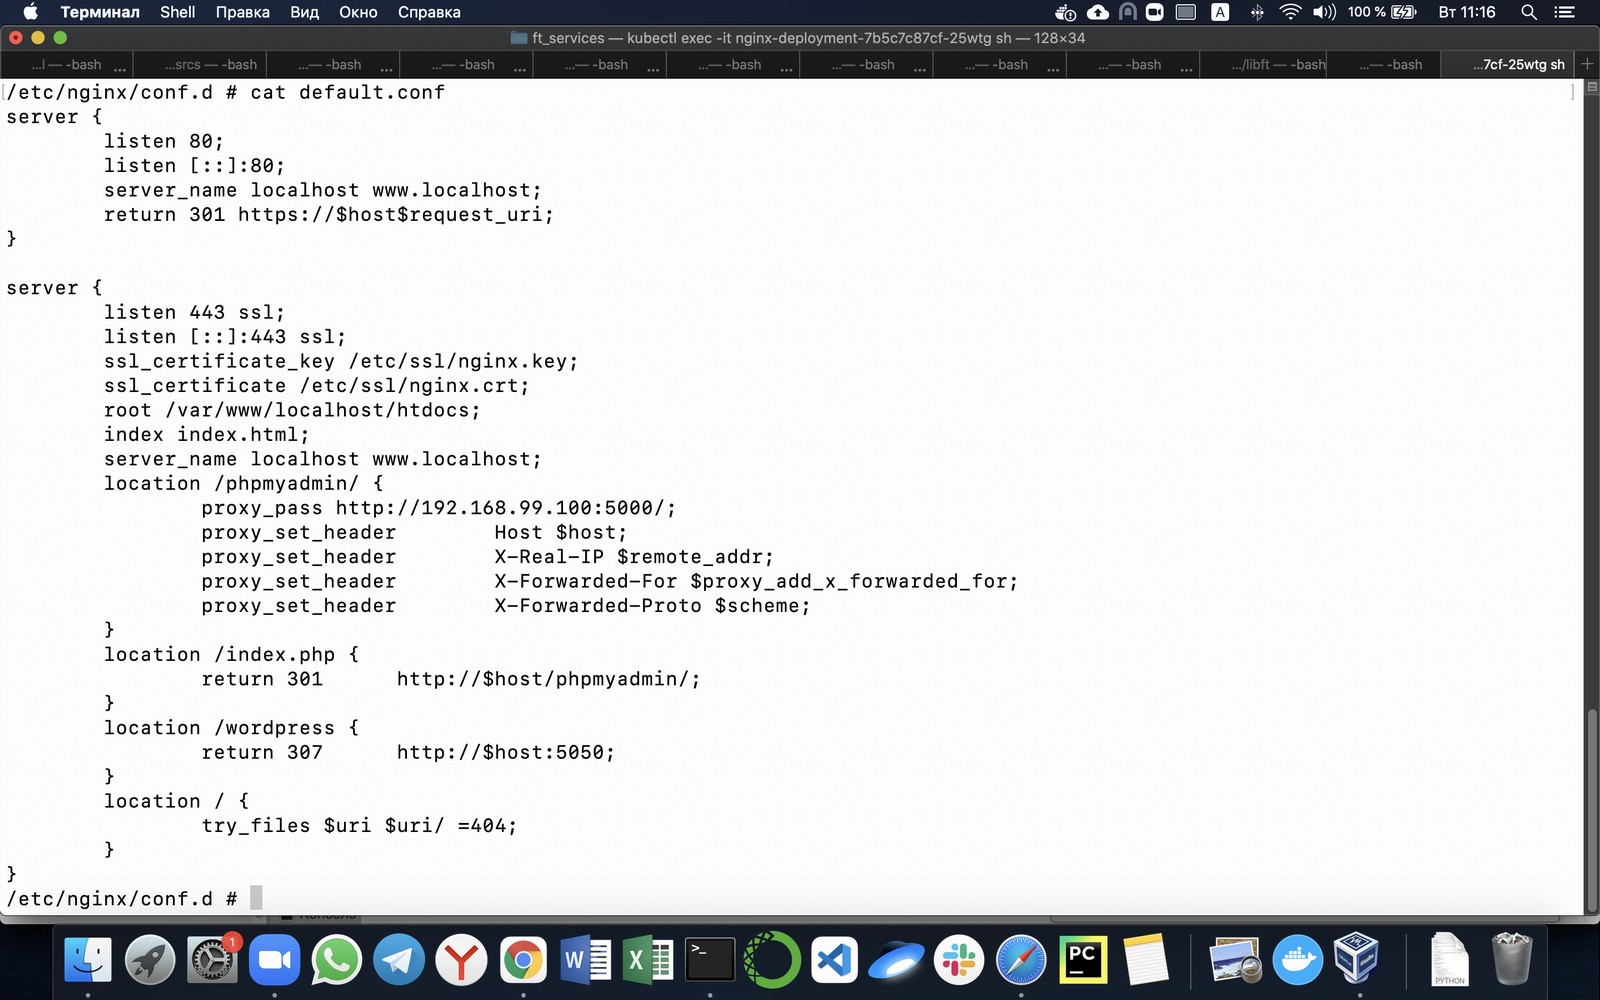 Терминал Shell Правка Вид Окно Справка A 100 % Вт 11:16
ft_services — kubectl exec -it nginx-deployment-7b5c7c87cf-25wtg sh — 128×34
...l — -bash ... ...srcs — -bash ...— -bash ... ...— -bash ... ...— -bash ... ...— -bash ... ...— -bash ... ...— -bash ... ...— -bash ... .../libft — -bash ...— -bash ...7cf-25wtg sh +
[/etc/nginx/conf.d # cat default.conf ]
server {
listen 80;
listen [::]:80;
server_name localhost www.localhost;
return 301 https://$host$request_uri;
}
server {
listen 443 ssl;
listen [::]:443 ssl;
ssl_certificate_key /etc/ssl/nginx.key;
ssl_certificate /etc/ssl/nginx.crt;
root /var/www/localhost/htdocs;
index index.html;
server_name localhost www.localhost;
location /phpmyadmin/ {
proxy_pass http://192.168.99.100:5000/;
proxy_set_header Host $host;
proxy_set_header X-Real-IP $remote_addr;
proxy_set_header X-Forwarded-For $proxy_add_x_forwarded_for;
proxy_set_header X-Forwarded-Proto $scheme;
}
location /index.php {
return 301 http://$host/phpmyadmin/;
}
location /wordpress {
return 307 http://$host:5050;
}
location / {
try_files $uri $uri/ =404;
}
}
/etc/nginx/conf.d #
1
W
X
>_
PC
PYTHON